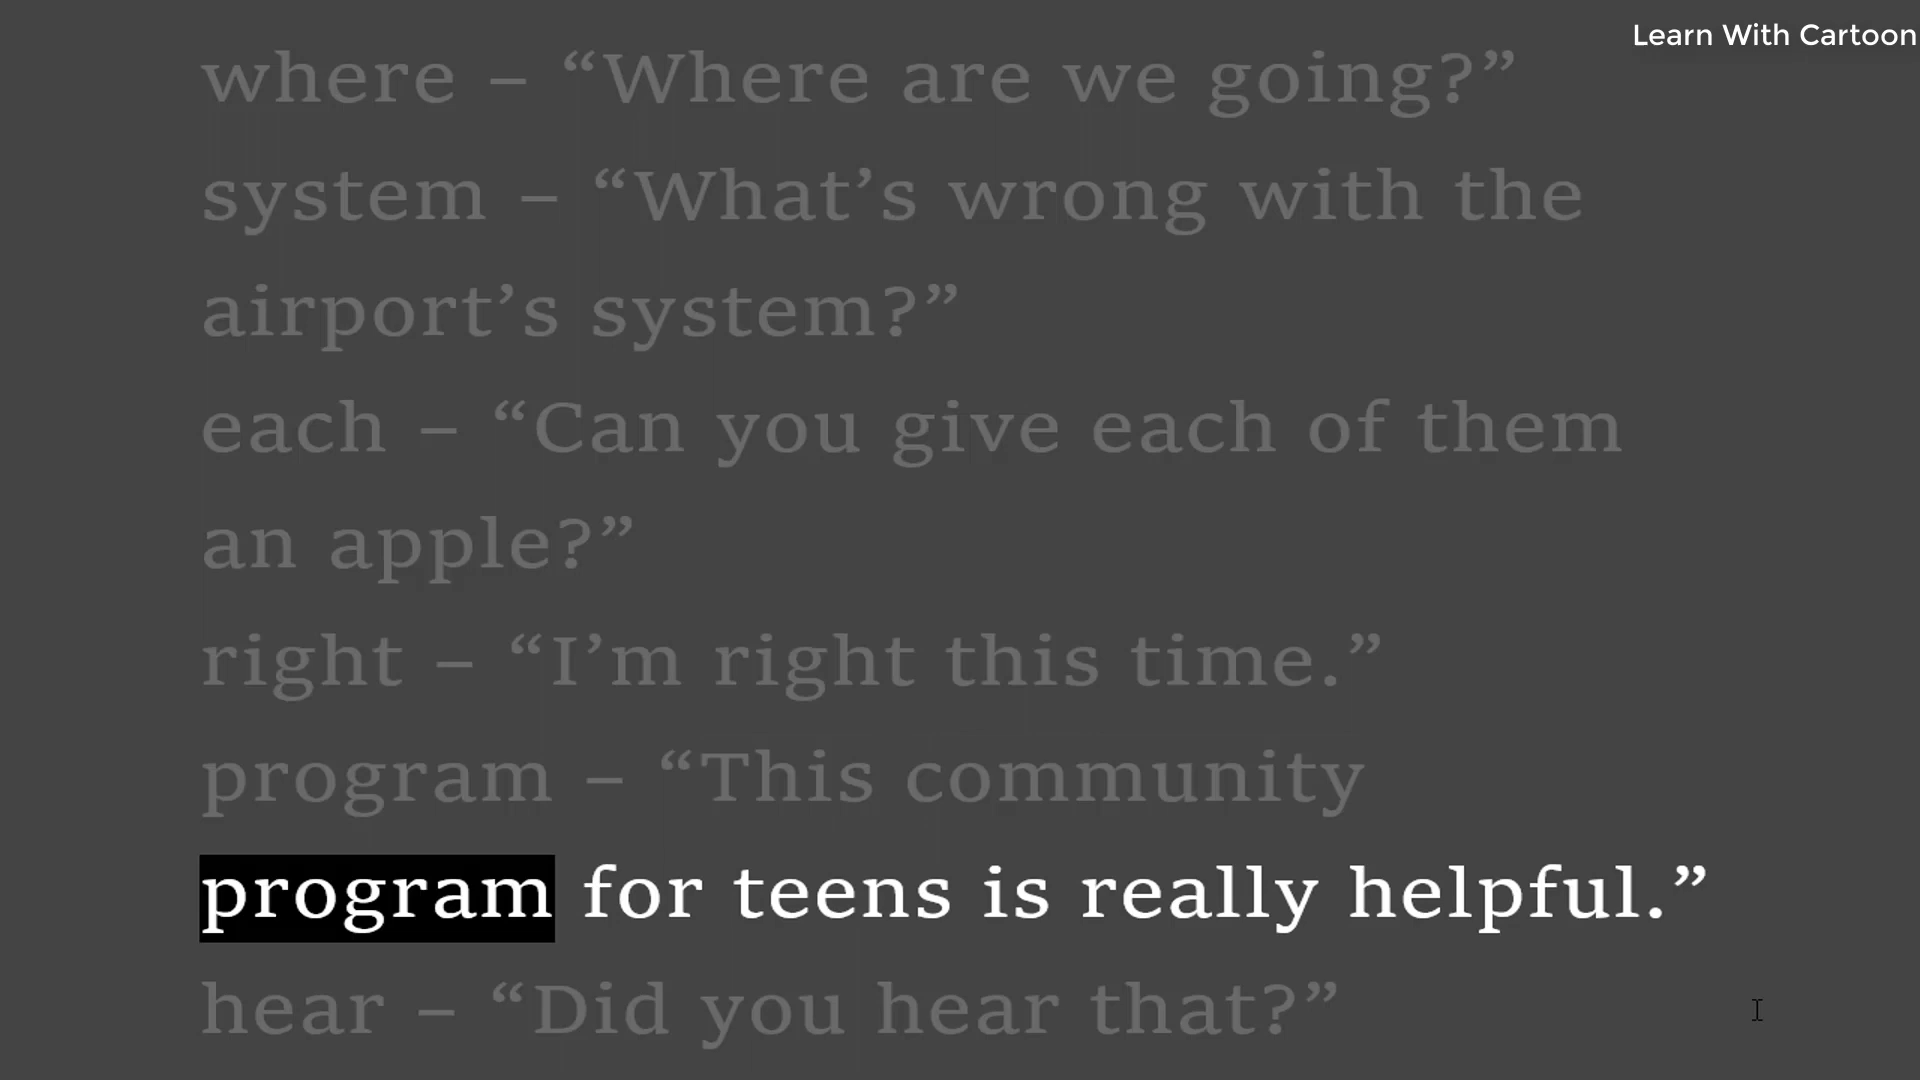 Learn With Cartoon
where – “Where are we going?”
system – “What’s wrong with the
airport’s system?”
each – “Can you give each of them
an apple?”
right – “I’m right this time.”
program – “This community
program for teens is really helpful.”
hear – “Did you hear that?”